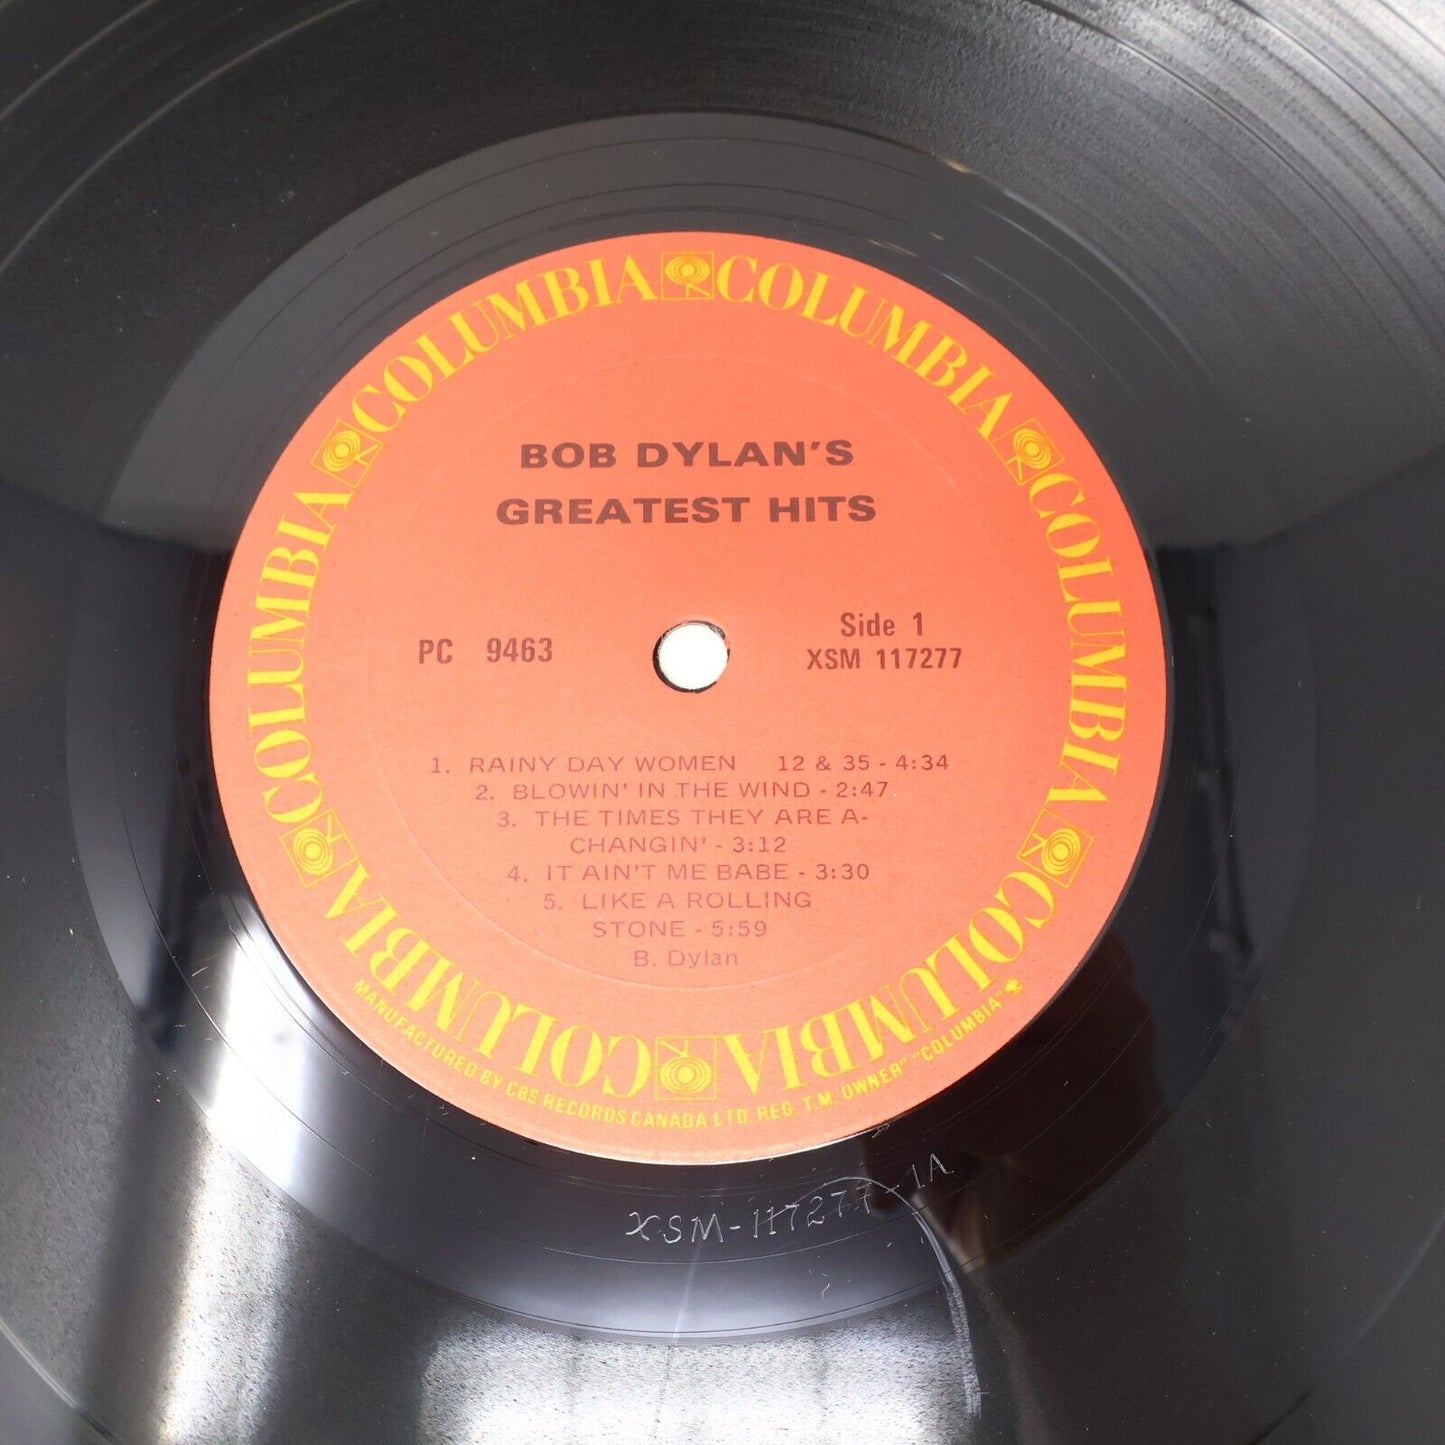 COLUMBIA COLUMBIA COLUMBIA COLUMBIA COLUMBIA COLUMBIA
BOB DYLAN'S
GREATEST HITS
PC 9463
Side 1
XSM 117277
1. RAINY DAY WOMEN 12 & 35 - 4:34
2. BLOWIN' IN THE WIND - 2:47
3. THE TIMES THEY ARE A-
CHANGIN' - 3:12
4. IT AIN'T ME BABE - 3:30
5. LIKE A ROLLING
STONE - 5:59
B. Dylan
MANUFACTURED BY CBS RECORDS CANADA LTD REG. T.M. OWNER" "COLUMBIA"
XSM-117277-1A